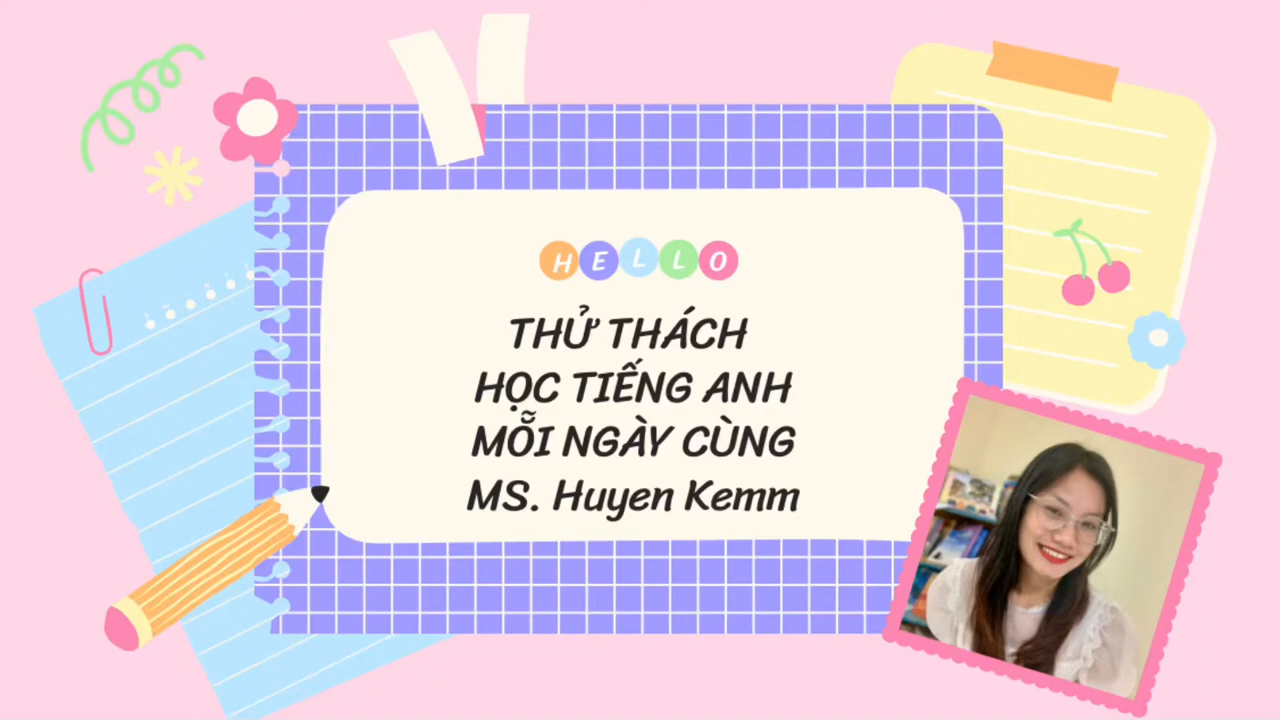 HELLO
THỬ THÁCH
HỌC TIẾNG ANH
MỖI NGÀY CÙNG
MS. Huyen Kemm